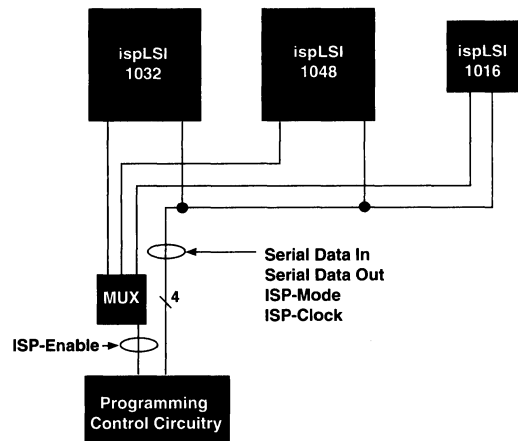 ispLSI
1032
ispLSI
1048
ispLSI
1016
Serial Data In
Serial Data Out
ISP-Mode
ISP-Clock
MUX
4
ISP-Enable
Programming
Control Circuitry